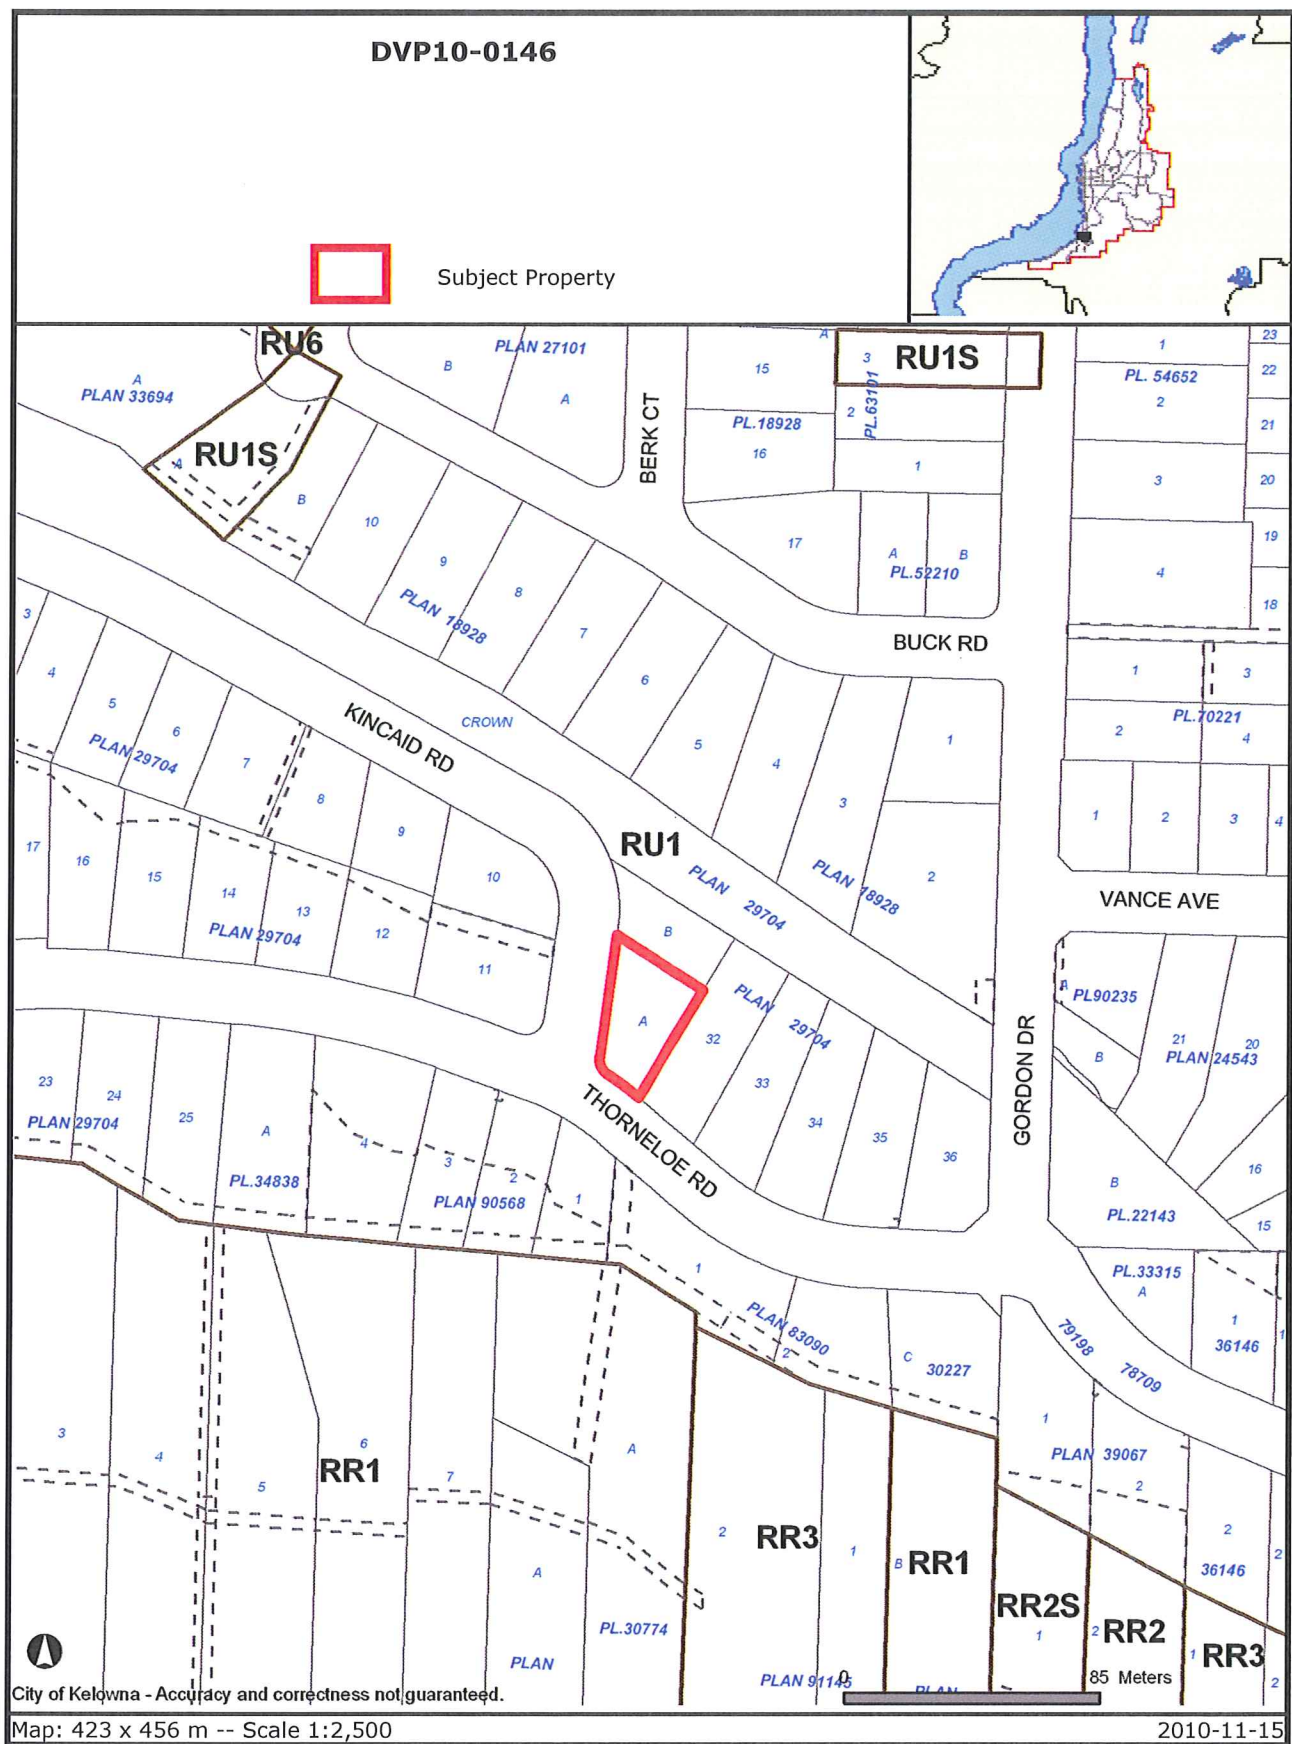 DVP10-0146
Subject Property
RU6
PLAN 27101
B
A
A
PLAN 33694
BERK CT
15
A
3
RU1S
PL.63101
2
1
PL. 54652
2
23
22
21
20
19
18
PL.18928
16
1
3
RU1S
A
B
10
9
8
7
6
5
4
3
PLAN 18928
17
A
B
PL.52210
4
BUCK RD
1
3
PL.70221
2
4
1
2
3
4
VANCE AVE
3
4
5
6
7
PLAN 29704
KINCAID RD
CROWN
1
2
PLAN 18928
RU1
PLAN 29704
8
9
10
17
16
15
14
13
12
11
PLAN 29704
B
A
32
33
34
35
36
PLAN 29704
GORDON DR
THORNELOE RD
A
PL90235
B
21
20
PLAN 24543
16
15
B
PL.22143
23
24
25
PLAN 29704
A
PL.34838
4
3
2
1
PLAN 90568
1
PLAN 83090
2
C
30227
PL.33315
A
1
36146
1
79198
78709
1
PLAN 39067
2
2
36146
2
3
4
5
6
RR1
7
A
A
PL.30774
PLAN
2
RR3
1
PLAN 91145
B
RR1
PLAN
RR2S
1
2
RR2
1
RR3
2
0
85 Meters
City of Kelowna - Accuracy and correctness not guaranteed.
Map: 423 x 456 m -- Scale 1:2,500
2010-11-15